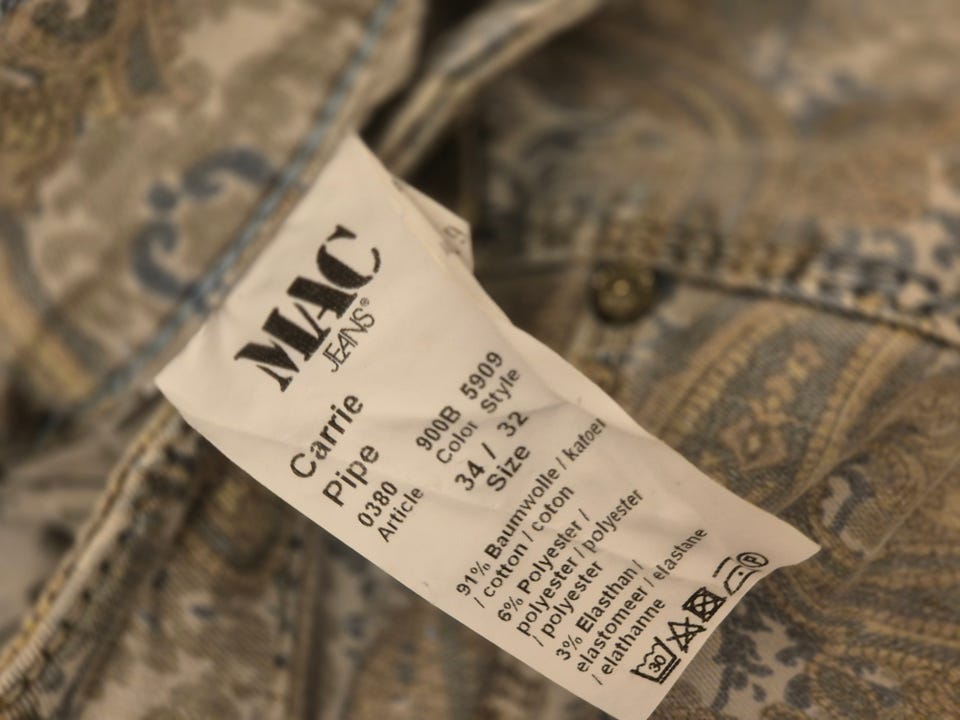 MAC
JEANS®
Carrie
Pipe
0380 900B 5909
Article Color Style
34 / 32
Size
91% Baumwolle / katoen
/ cotton / coton
6% Polyester /
polyester / polyester
/ polyester
3% Elasthan /
elastomeer / elastane
/ elathanne
30 P